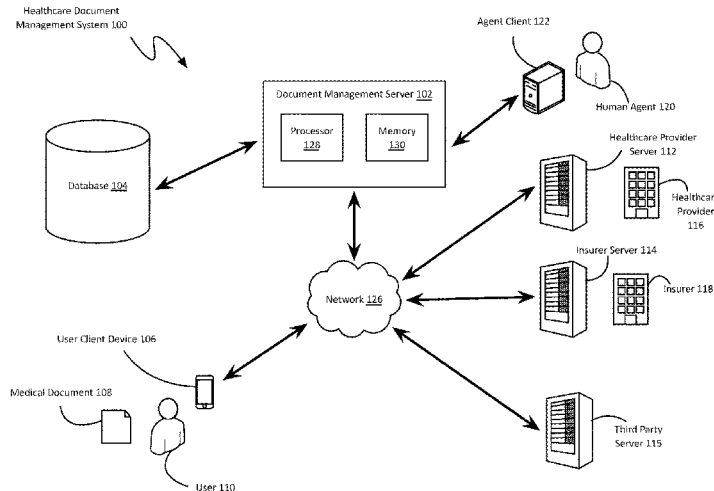 Healthcare Document
Management System 100
Agent Client 122
Human Agent 120
Document Management Server 102
Processor
128
Memory
130
Database 104
Healthcare Provider
Server 112
Healthcar
Provider
116
Insurer Server 114
Insurer 118
Network 126
User Client Device 106
Medical Document 108
User 110
Third Party
Server 115